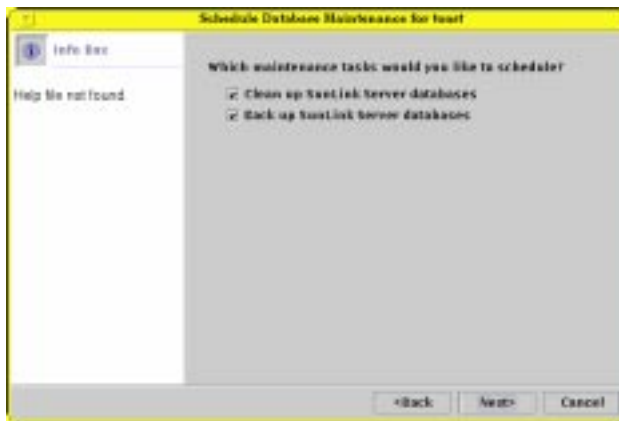 Schedule Database Maintenance for toast
Info Box
Help file not found.
Which maintenance tasks would you like to schedule?
Clean up SunLink Server databases
Back up SunLink Server databases
<Back
Next>
Cancel